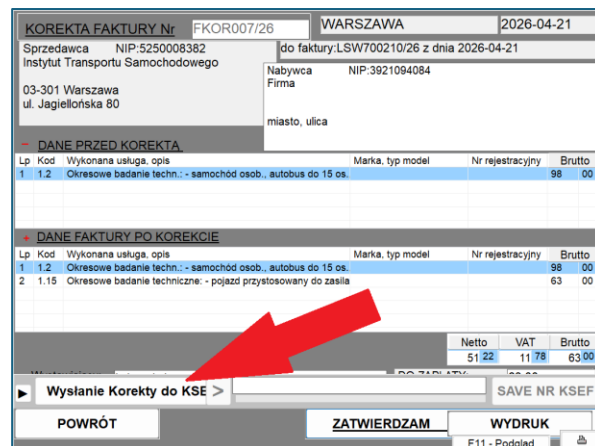 KOREKTA FAKTURY Nr FKOR007/26 WARSZAWA 2026-04-21
Sprzedawca NIP:5250008382 do faktury:LSW700210/26 z dnia 2026-04-21
Instytut Transportu Samochodowego
Nabywca NIP:3921094084
Firma
03-301 Warszawa
ul. Jagiellońska 80
miasto, ulica
- DANE PRZED KOREKTĄ
Lp Kod Wykonana usługa, opis Marka, typ model Nr rejestracyjny Brutto
1 1.2 Okresowe badanie techn.: - samochód osob., autobus do 15 os. 98 00
+ DANE FAKTURY PO KOREKCIE
Lp Kod Wykonana usługa, opis Marka, typ model Nr rejestracyjny Brutto
1 1.2 Okresowe badanie techn.: - samochód osob., autobus do 15 os. 98 00
2 1.15 Okresowe badanie techniczne: - pojazd przystosowany do zasila 63 00
Netto VAT Brutto
51 22 11 78 63 00
Wysłanie Korekty do KSE > SAVE NR KSEF
POWRÓT ZATWIERDZAM WYDRUK
F11 - Podgląd